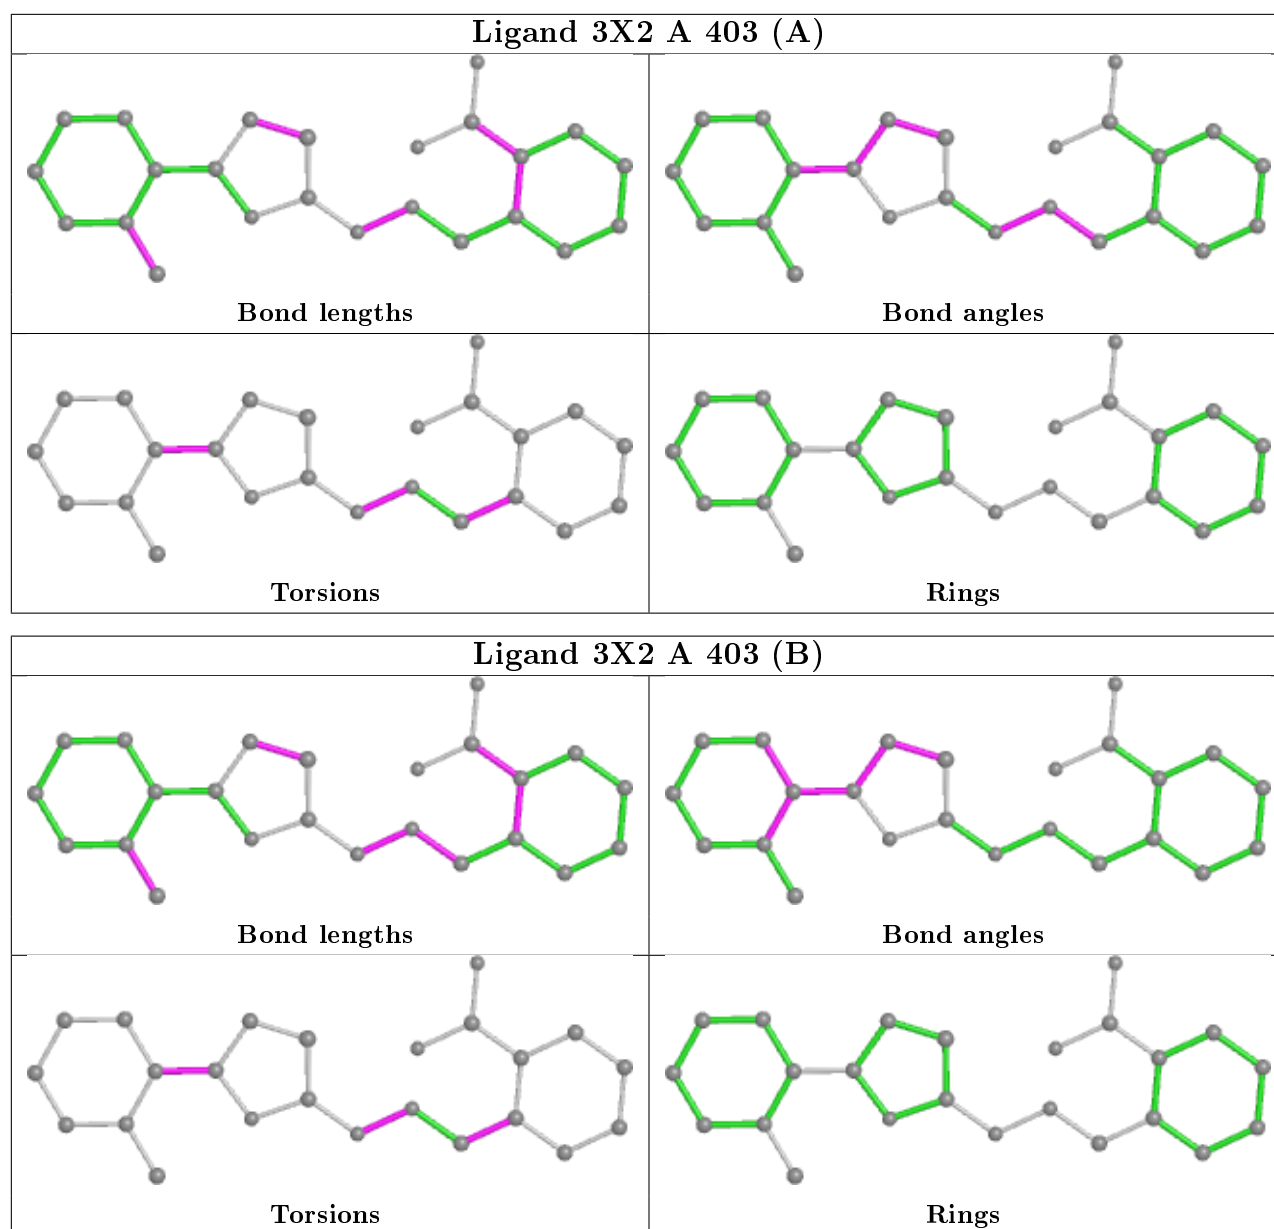 Ligand 3X2 A 403 (A)
Bond lengths
Bond angles
Torsions
Rings
Ligand 3X2 A 403 (B)
Bond lengths
Bond angles
Torsions
Rings